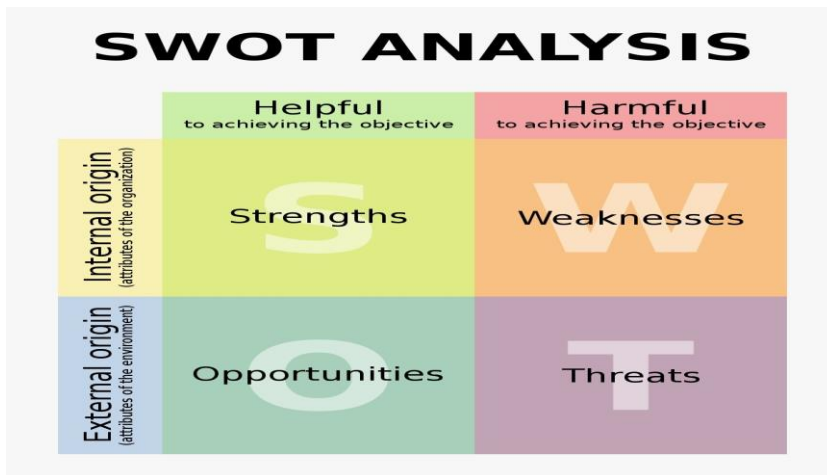 SWOT ANALYSIS
Helpful
to achieving the objective
Harmful
to achieving the objective
Internal origin
(attributes of the organization)
S
Strengths
W
Weaknesses
External origin
(attributes of the environment)
O
Opportunities
T
Threats